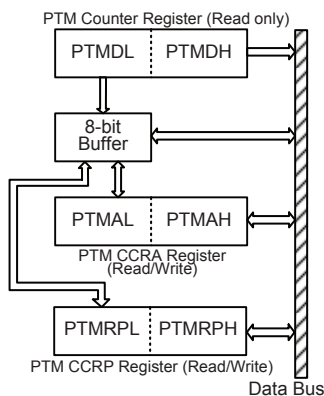 PTM Counter Register (Read only)
PTMDL PTMDH
8-bit
Buffer
PTMAL PTMAH
PTM CCRA Register
(Read/Write)
PTMRPL PTMRPH
PTM CCRP Register (Read/Write)
Data Bus